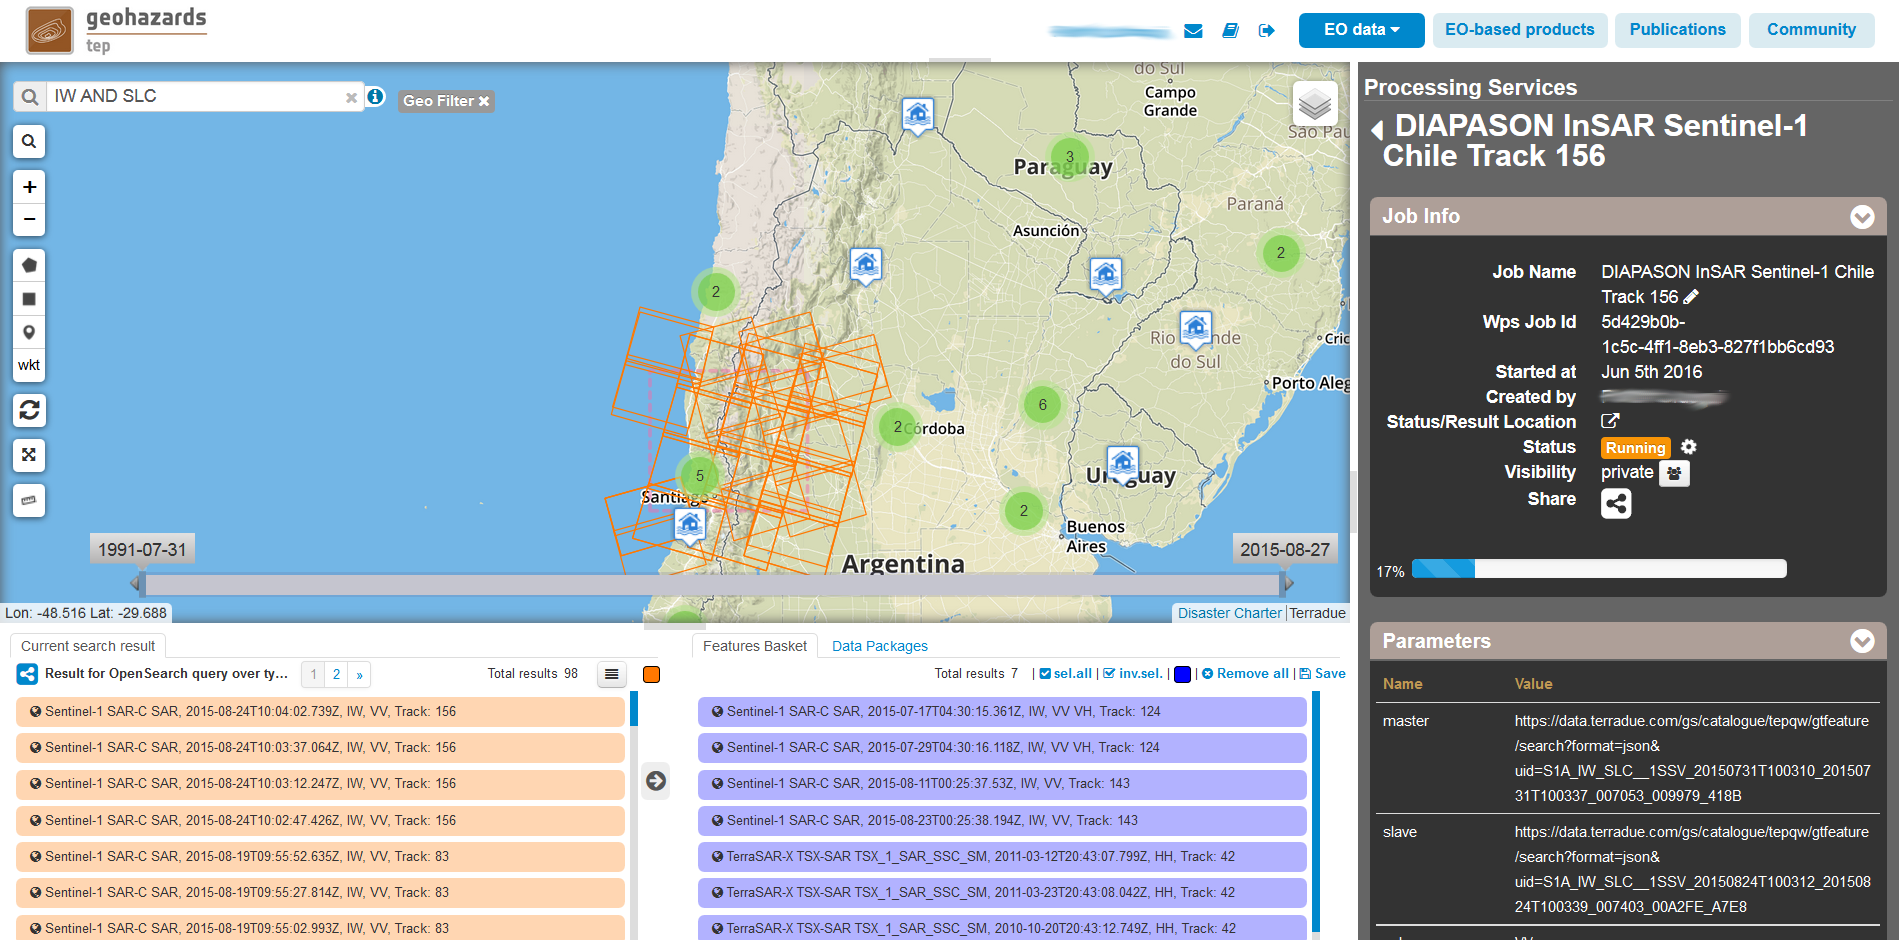 geohazards
tep
EO data
EO-based products
Publications
Community
IW AND SLC
Geo Filter
wkt
do Sul
Campo
Grande
São Pau
3
Paraguay
Paraná
Asunción
2
2
Rio Grande
do Sul
Cric
Porto Aleg
6
2
Córdoba
5
Santiago
Uruguay
2
Buenos
Aires
Argentina
1991-07-31
2015-08-27
Lon: -48.516 Lat: -29.688
Disaster Charter | Terradue
Current search result
Result for OpenSearch query over ty...
1
2
»
Total results 98
Sentinel-1 SAR-C SAR, 2015-08-24T10:04:02.739Z, IW, VV, Track: 156
Sentinel-1 SAR-C SAR, 2015-08-24T10:03:37.064Z, IW, VV, Track: 156
Sentinel-1 SAR-C SAR, 2015-08-24T10:03:12.247Z, IW, VV, Track: 156
Sentinel-1 SAR-C SAR, 2015-08-24T10:02:47.426Z, IW, VV, Track: 156
Sentinel-1 SAR-C SAR, 2015-08-19T09:55:52.635Z, IW, VV, Track: 83
Sentinel-1 SAR-C SAR, 2015-08-19T09:55:27.814Z, IW, VV, Track: 83
Sentinel-1 SAR-C SAR, 2015-08-19T09:55:02.993Z, IW, VV, Track: 83
Features Basket
Data Packages
Total results 7 | sel.all | inv.sel. | Remove all | Save
Sentinel-1 SAR-C SAR, 2015-07-17T04:30:15.361Z, IW, VV VH, Track: 124
Sentinel-1 SAR-C SAR, 2015-07-29T04:30:16.118Z, IW, VV VH, Track: 124
Sentinel-1 SAR-C SAR, 2015-08-11T00:25:37.53Z, IW, VV, Track: 143
Sentinel-1 SAR-C SAR, 2015-08-23T00:25:38.194Z, IW, VV, Track: 143
TerraSAR-X TSX-SAR TSX_1_SAR_SSC_SM, 2011-03-12T20:43:07.799Z, HH, Track: 42
TerraSAR-X TSX-SAR TSX_1_SAR_SSC_SM, 2011-03-23T20:43:08.042Z, HH, Track: 42
TerraSAR-X TSX-SAR TSX_1_SAR_SSC_SM, 2010-10-20T20:43:12.749Z, HH, Track: 42
Processing Services
DIAPASON InSAR Sentinel-1
Chile Track 156
Job Info
Job Name DIAPASON InSAR Sentinel-1 Chile
Track 156
Wps Job Id 5d429b0b-
1c5c-4ff1-8eb3-827f1bb6cd93
Started at Jun 5th 2016
Created by
Status/Result Location
Status Running
Visibility private
Share
17%
Parameters
Name Value
master https://data.terradue.com/gs/catalogue/tepqw/gtfeature
/search?format=json&
uid=S1A_IW_SLC__1SSV_20150731T100310_201507
31T100337_007053_009979_418B
slave https://data.terradue.com/gs/catalogue/tepqw/gtfeature
/search?format=json&
uid=S1A_IW_SLC__1SSV_20150824T100312_201508
24T100339_007403_00A2FE_A7E8